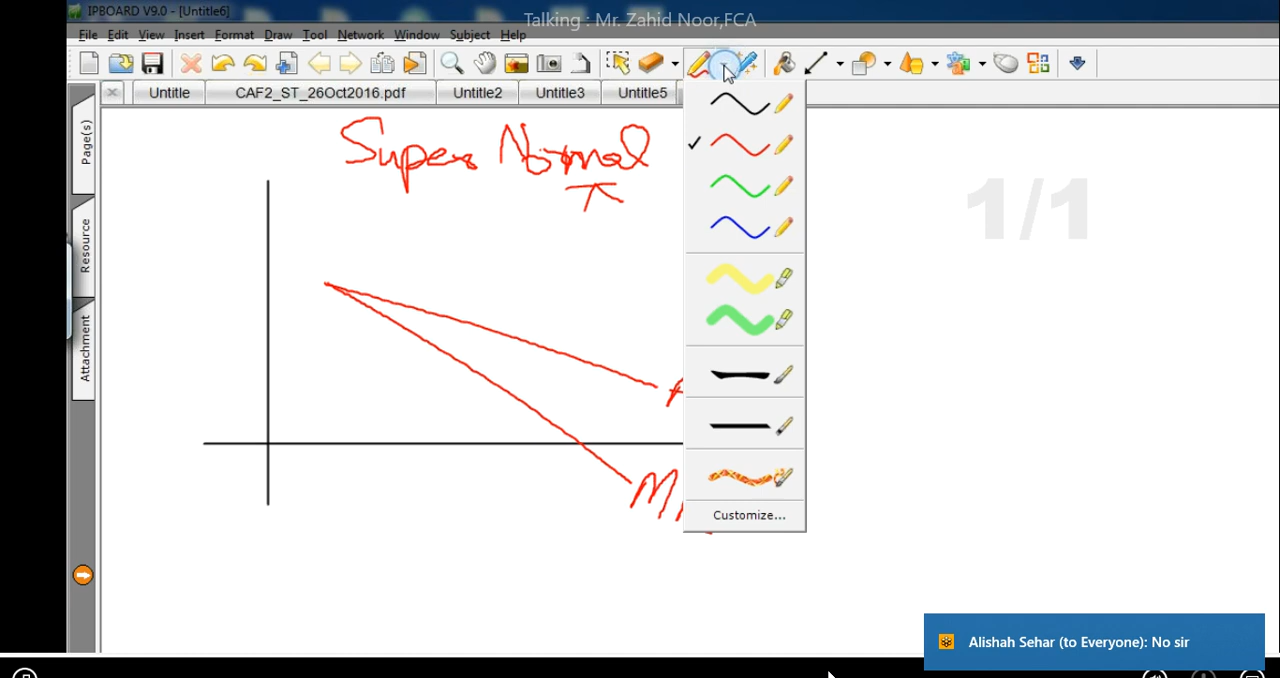 IPBOARD V9.0 - [Untitle6]
Talking : Mr. Zahid Noor,FCA
File Edit View Insert Format Draw Tool Network Window Subject Help
Untitle CAF2_ST_26Oct2016.pdf Untitle2 Untitle3 Untitle5
Page(s)
Resource
Attachment
Super Normal
π
1/1
A
M
Customize...
Alishah Sehar (to Everyone): No sir